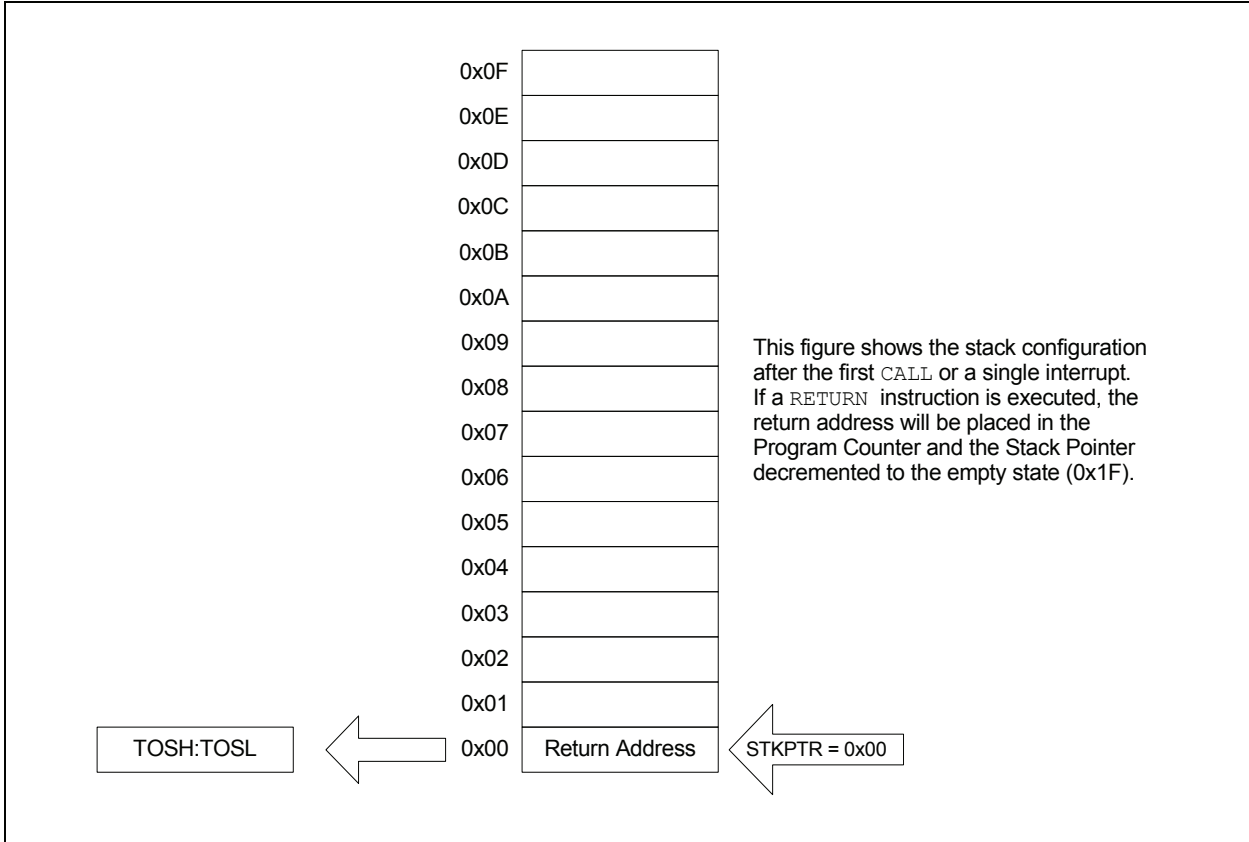 0x0F
0x0E
0x0D
0x0C
0x0B
0x0A
0x09
0x08
0x07
0x06
0x05
0x04
0x03
0x02
0x01
TOSH:TOSL
0x00
Return Address
STKPTR = 0x00
This figure shows the stack configuration
after the first CALL or a single interrupt.
If a RETURN instruction is executed, the
return address will be placed in the
Program Counter and the Stack Pointer
decremented to the empty state (0x1F).